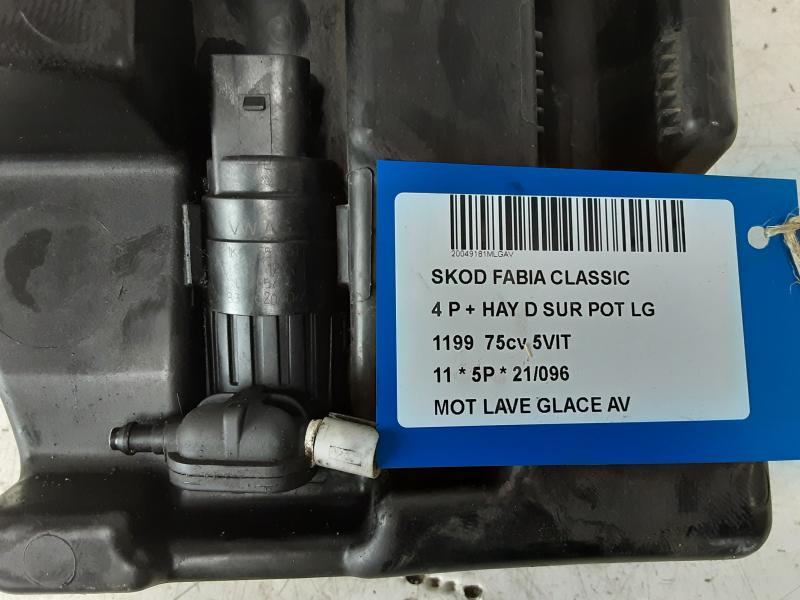 20049181MLGAV
SKOD FABIA CLASSIC
4 P + HAY D SUR POT LG
1199 75cv 5VIT
11 * 5P * 21/096
MOT LAVE GLACE AV
VW A